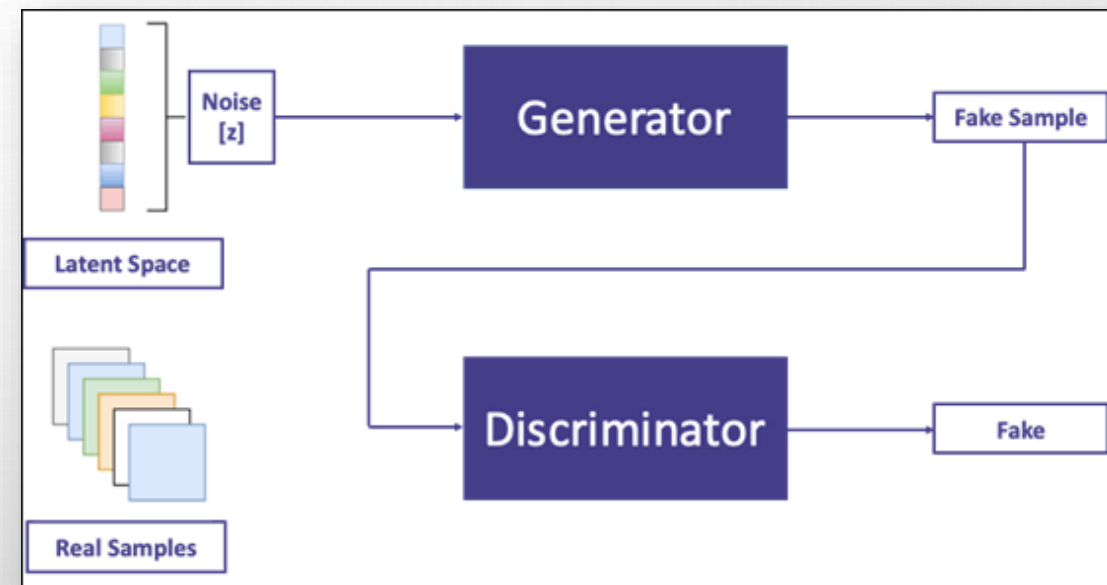 Noise
[z]
Generator
Fake Sample
Latent Space
Discriminator
Fake
Real Samples